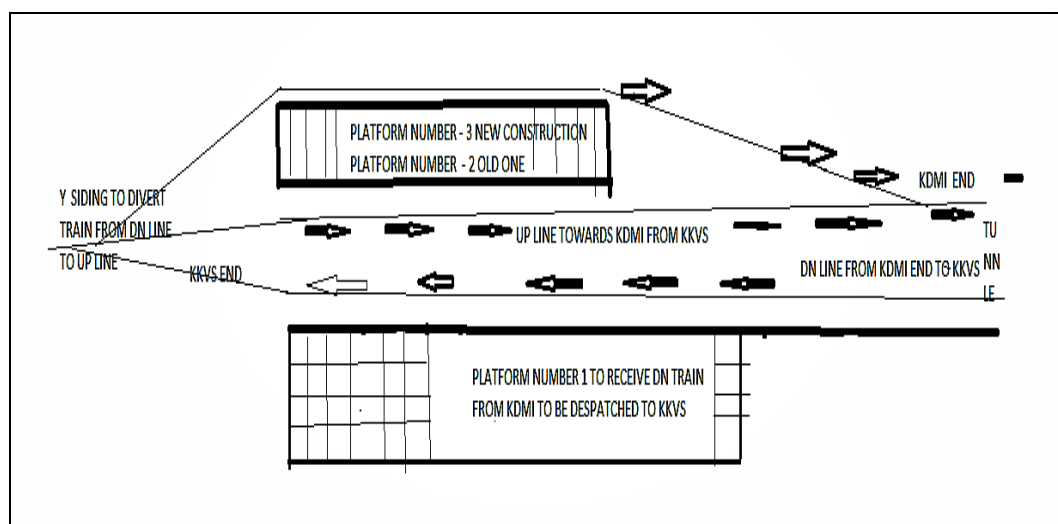 PLATFORM NUMBER - 3 NEW CONSTRUCTION
PLATFORM NUMBER - 2 OLD ONE
KDMI END
Y SIDING TO DIVERT
TRAIN FROM DN LINE
TO UP LINE
UP LINE TOWARDS KDMI FROM KKVS
TU
NN
LE
KKVS END
DN LINE FROM KDMI END TO KKVS
PLATFORM NUMBER 1 TO RECEIVE DN TRAIN
FROM KDMI TO BE DESPATCHED TO KKVS